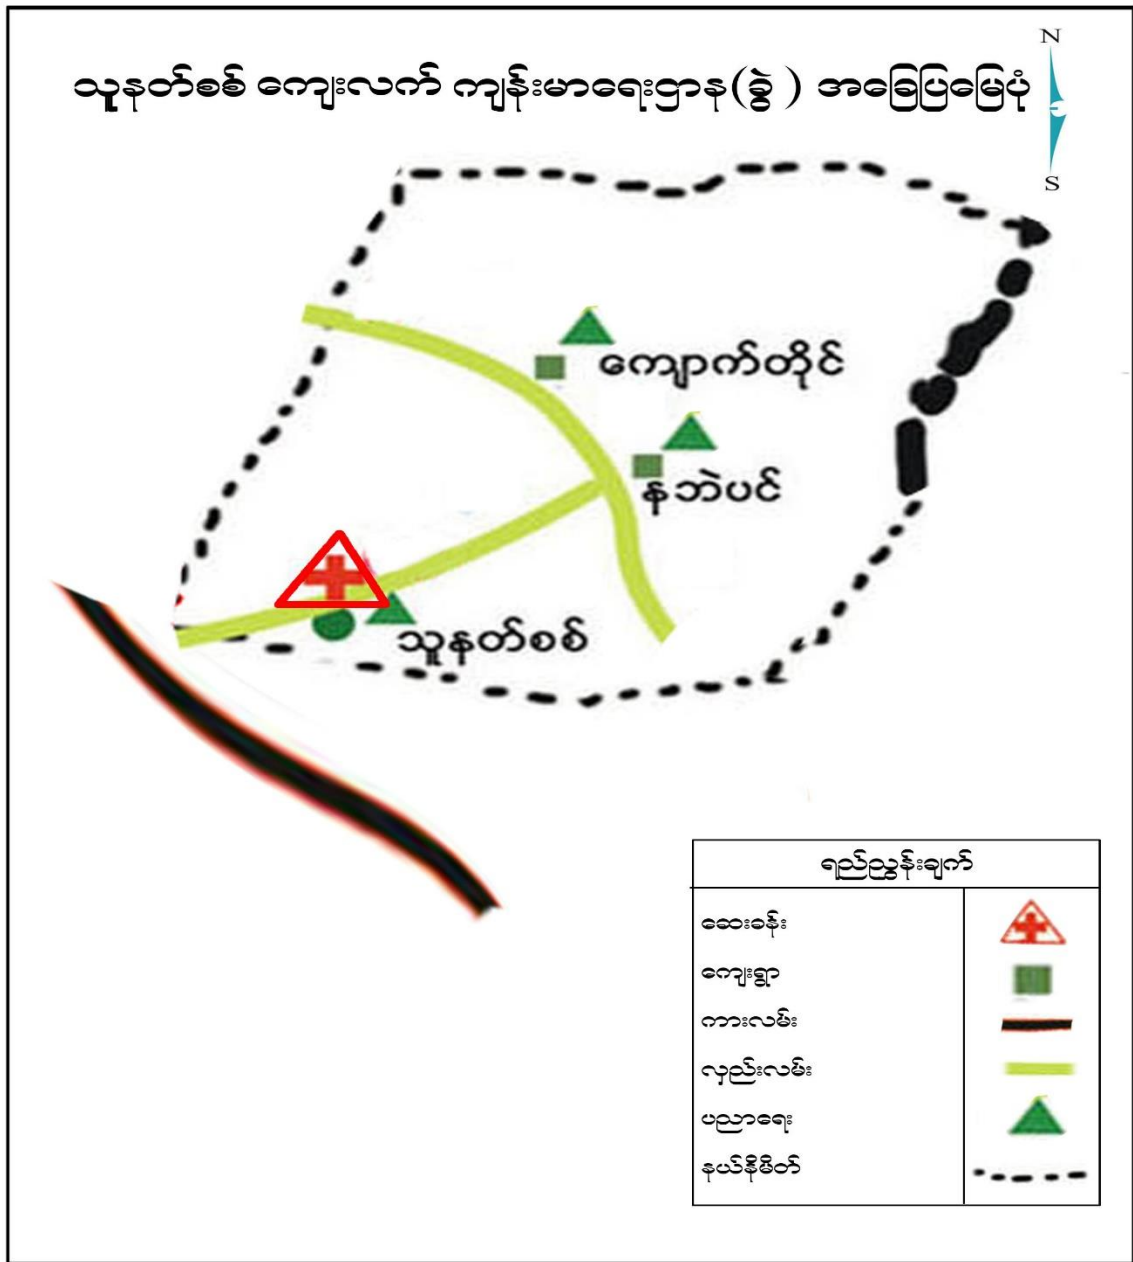 N
သူနတ်စစ် ကျေးလက် ကျန်းမာရေးဌာန(ခွဲ ) အခြေပြမြေပုံ
S
ကျောက်တိုင်
နဘဲပင်
သူနတ်စစ်
ရည်ညွှန်းချက်
ဆေးခန်း
ကျေးရွာ
ကားလမ်း
လှည်းလမ်း
ပညာရေး
နယ်နိမိတ်